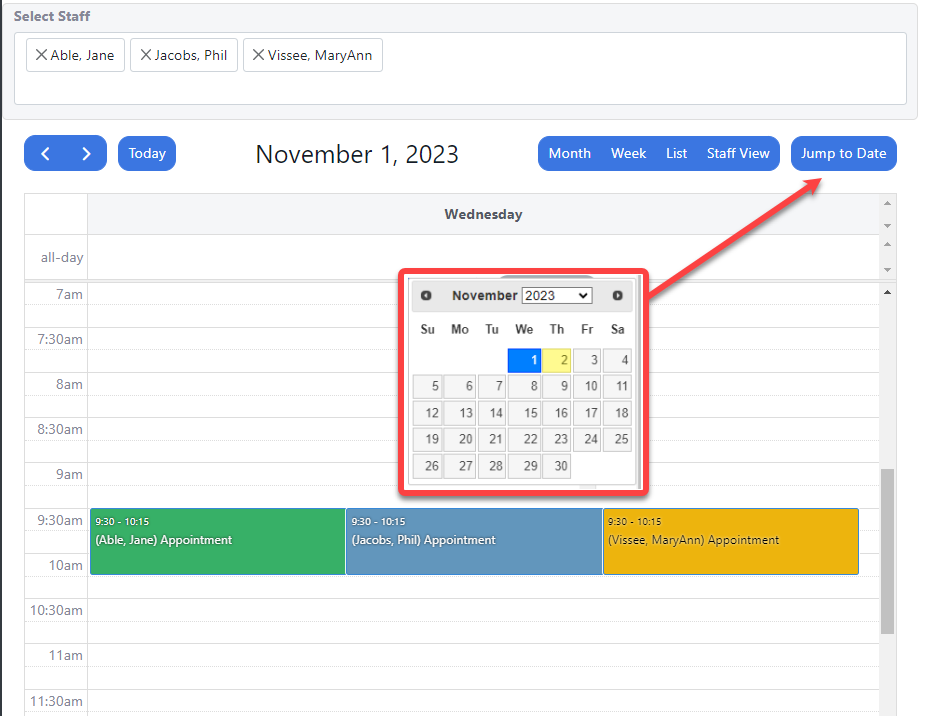 Select Staff
Able, Jane Jacobs, Phil Vissee, MaryAnn
Today November 1, 2023 Month Week List Staff View Jump to Date
Wednesday
all-day
November 2023
Su Mo Tu We Th Fr Sa
1 2 3 4
5 6 7 8 9 10 11
12 13 14 15 16 17 18
19 20 21 22 23 24 25
26 27 28 29 30
7am
7:30am
8am
8:30am
9am
9:30am
9:30 - 10:15 9:30 - 10:15 9:30 - 10:15
(Able, Jane) Appointment (Jacobs, Phil) Appointment (Vissee, MaryAnn) Appointment
10am
10:30am
11am
11:30am